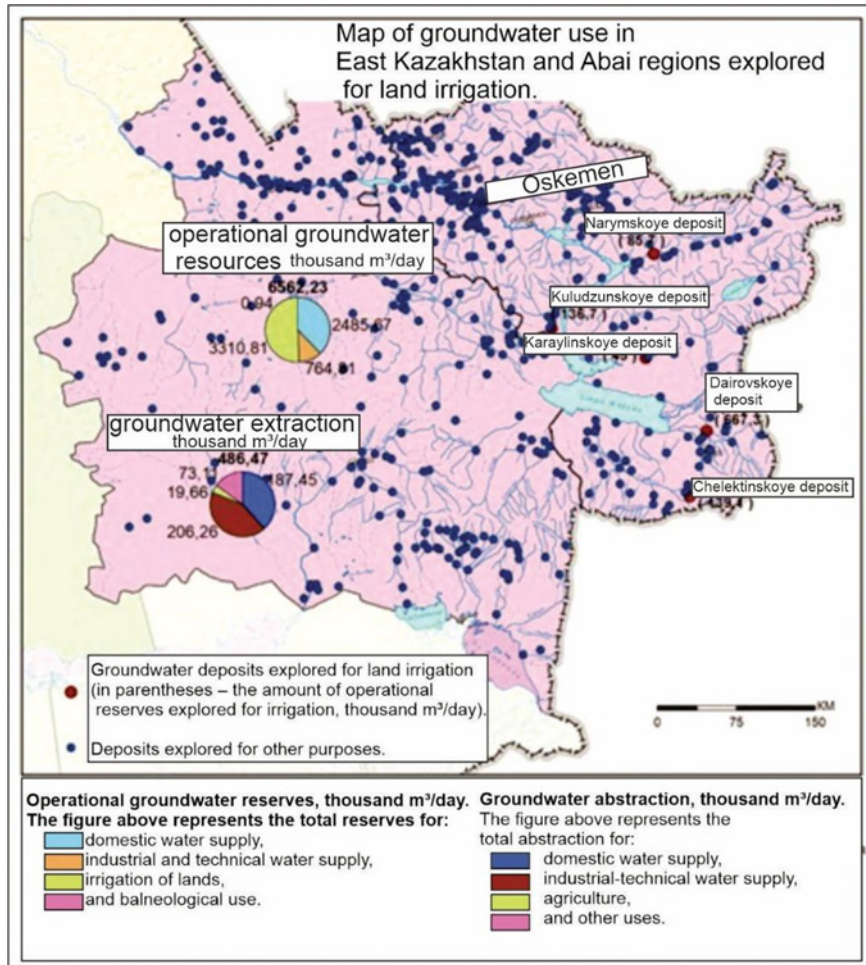 Map of groundwater use in
East Kazakhstan and Abai regions explored
for land irrigation.
Oskemen
Narymskoye deposit
operational groundwater
resources thousand m³/day
6562,23
0,94
2485,67
3310,81
764,81
Kuludzunskoye deposit
(136,7)
Karaylinskoye deposit
Dairovskoye
deposit
groundwater extraction
thousand m³/day
486,47
73,11
187,45
19,66
206,26
Chelektinskoye deposit
Groundwater deposits explored for land irrigation
(in parentheses – the amount of operational
reserves explored for irrigation, thousand m³/day).
Deposits explored for other purposes.
KM
0 75 150
Operational groundwater reserves, thousand m³/day.
The figure above represents the total reserves for:
domestic water supply,
industrial and technical water supply,
irrigation of lands,
and balneological use.
Groundwater abstraction, thousand m³/day.
The figure above represents the
total abstraction for:
domestic water supply,
industrial-technical water supply,
agriculture,
and other uses.